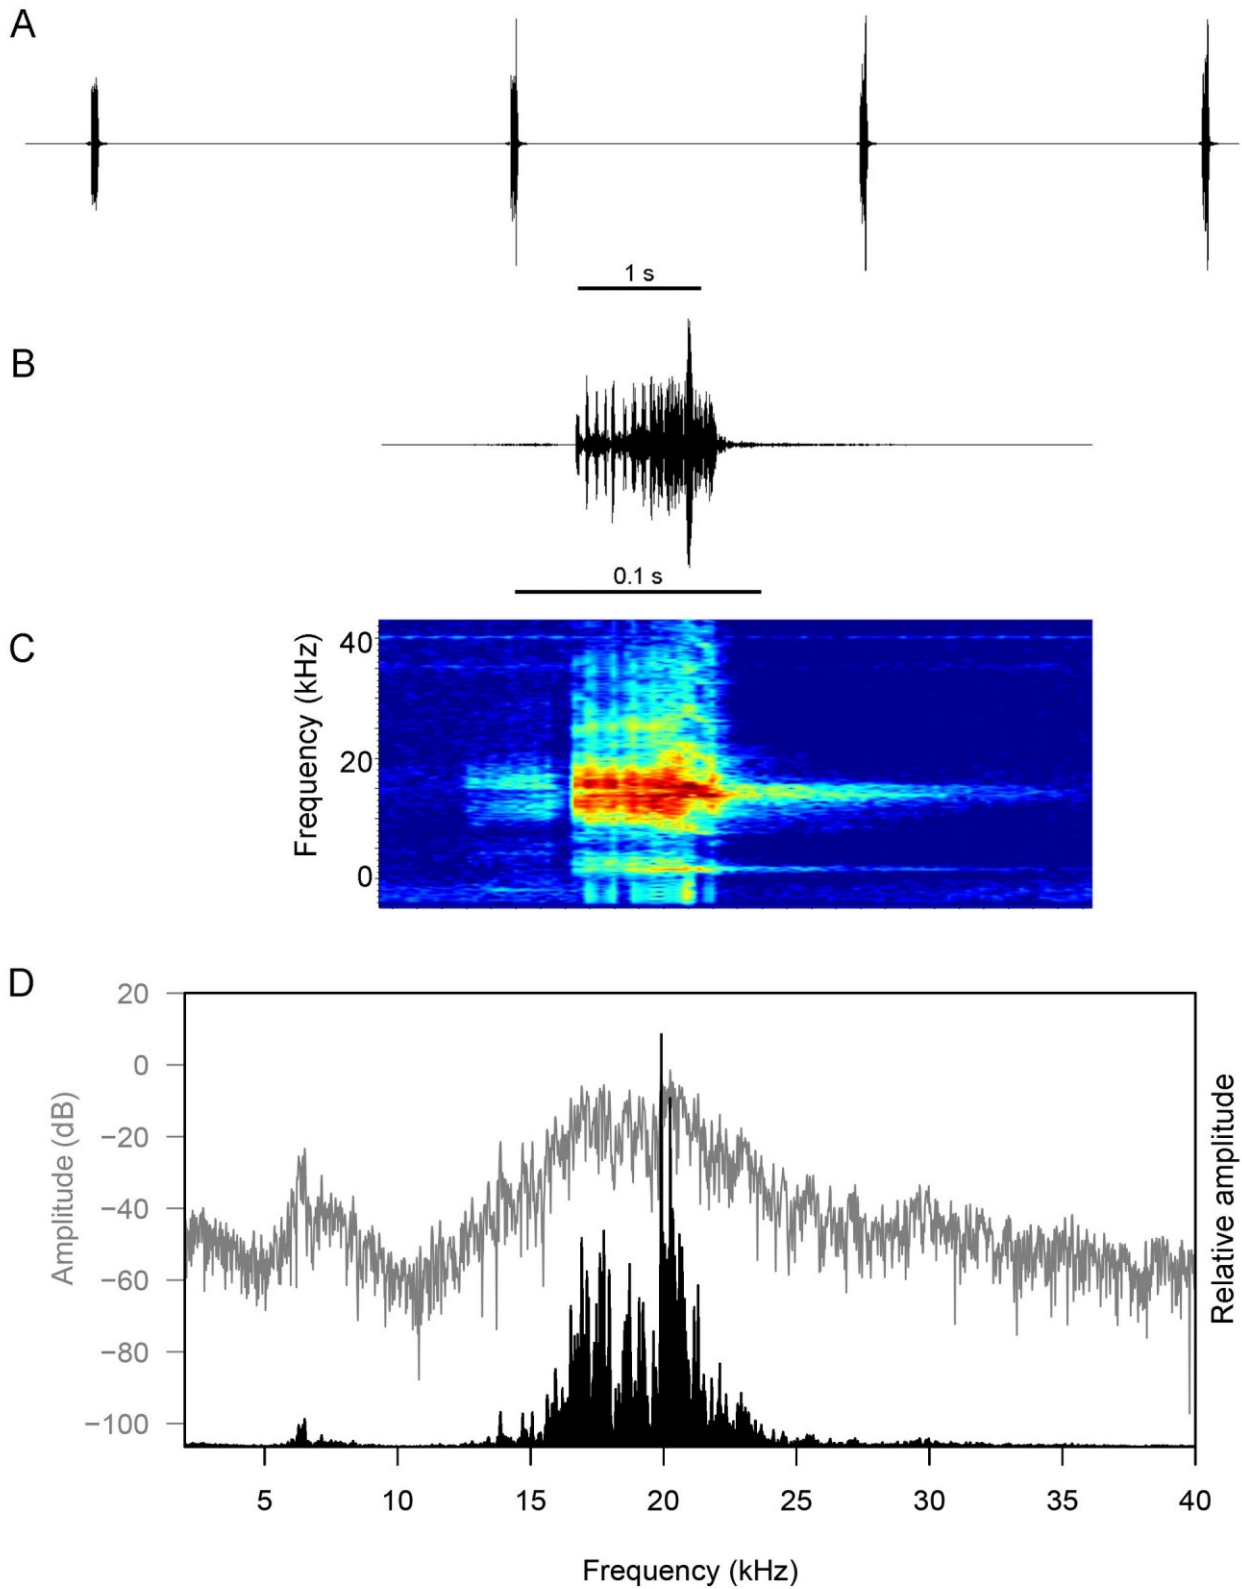 A
1 s
B
0.1 s
C
Frequency (kHz)
40
20
0
D
Amplitude (dB)
20
0
−20
−40
−60
−80
−100
Relative amplitude
5 10 15 20 25 30 35 40
Frequency (kHz)